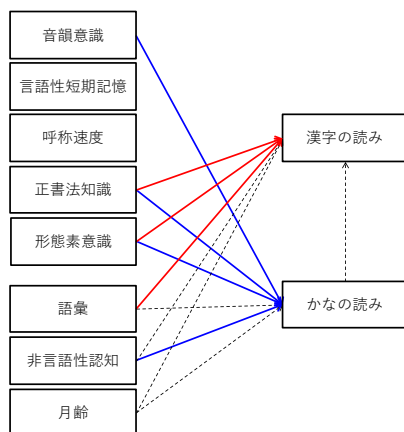 音韻意識
言語性短期記憶
呼称速度
正書法知識
形態素意識
語彙
非言語性認知
月齢
漢字の読み
かなの読み